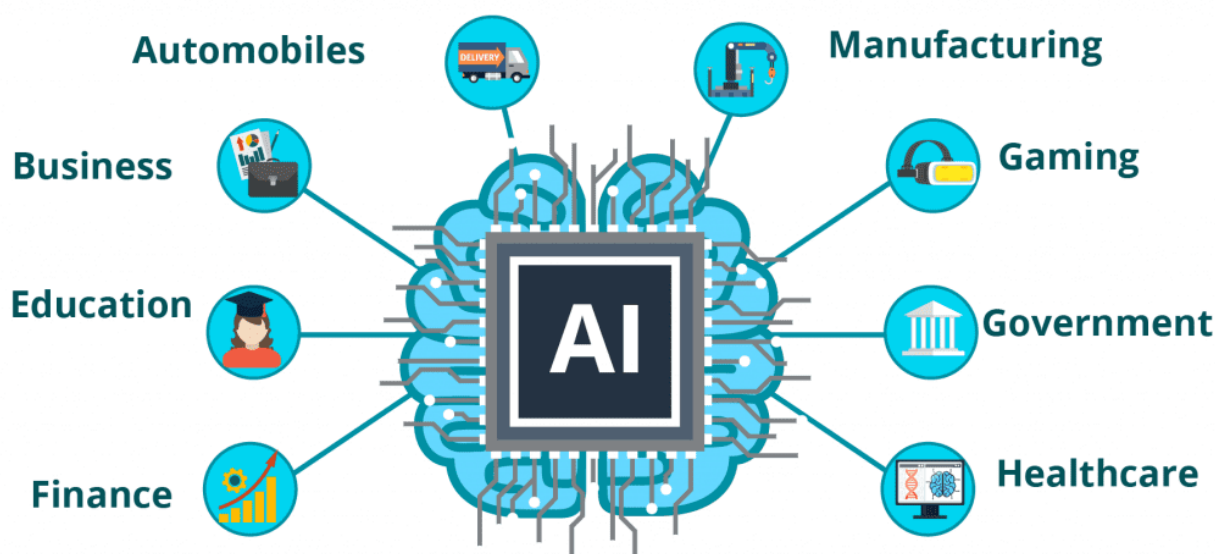 Automobiles
DELIVERY
Manufacturing
Business
Gaming
Education
AI
Government
Finance
Healthcare